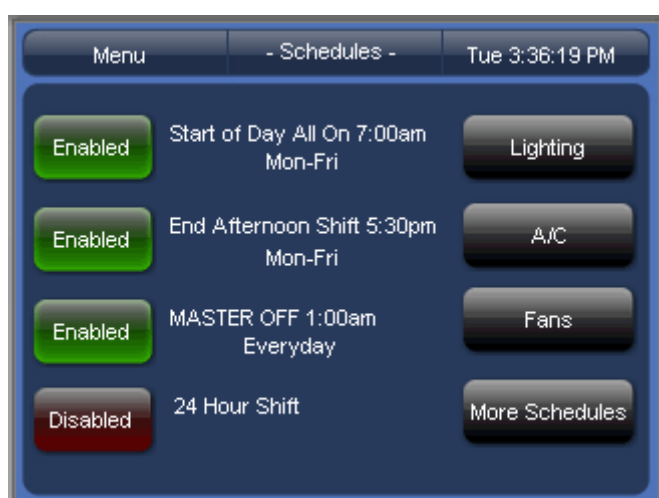 Menu
- Schedules -
Tue 3:36:19 PM
Enabled
Start of Day All On 7:00am
Mon-Fri
Lighting
Enabled
End Afternoon Shift 5:30pm
Mon-Fri
A/C
Enabled
MASTER OFF 1:00am
Everyday
Fans
Disabled
24 Hour Shift
More Schedules